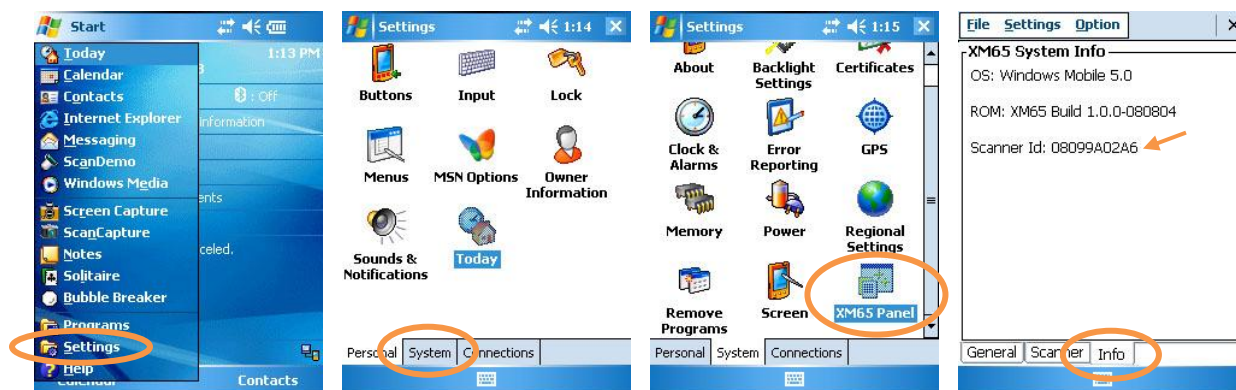 Start
Today
1:13 PM
Calendar
Contacts
: Off
Internet Explorer
information
Messaging
ScanDemo
Windows Media
ents
Screen Capture
ScanCapture
celed.
Notes
Solitaire
Bubble Breaker
Programs
Settings
Help
Calendar
Contacts
Settings
1:14
Buttons
Input
Lock
Menus
MSN Options
Owner
Information
Sounds &
Notifications
Today
Personal
System
Connections
Settings
1:15
About
Backlight
Settings
Certificates
Clock &
Alarms
Error
Reporting
GPS
Memory
Power
Regional
Settings
Remove
Programs
Screen
XM65 Panel
Personal
System
Connections
File Settings Option
XM65 System Info
OS: Windows Mobile 5.0
ROM: XM65 Build 1.0.0-080804
Scanner Id: 08099A02A6
General
Scanner
Info